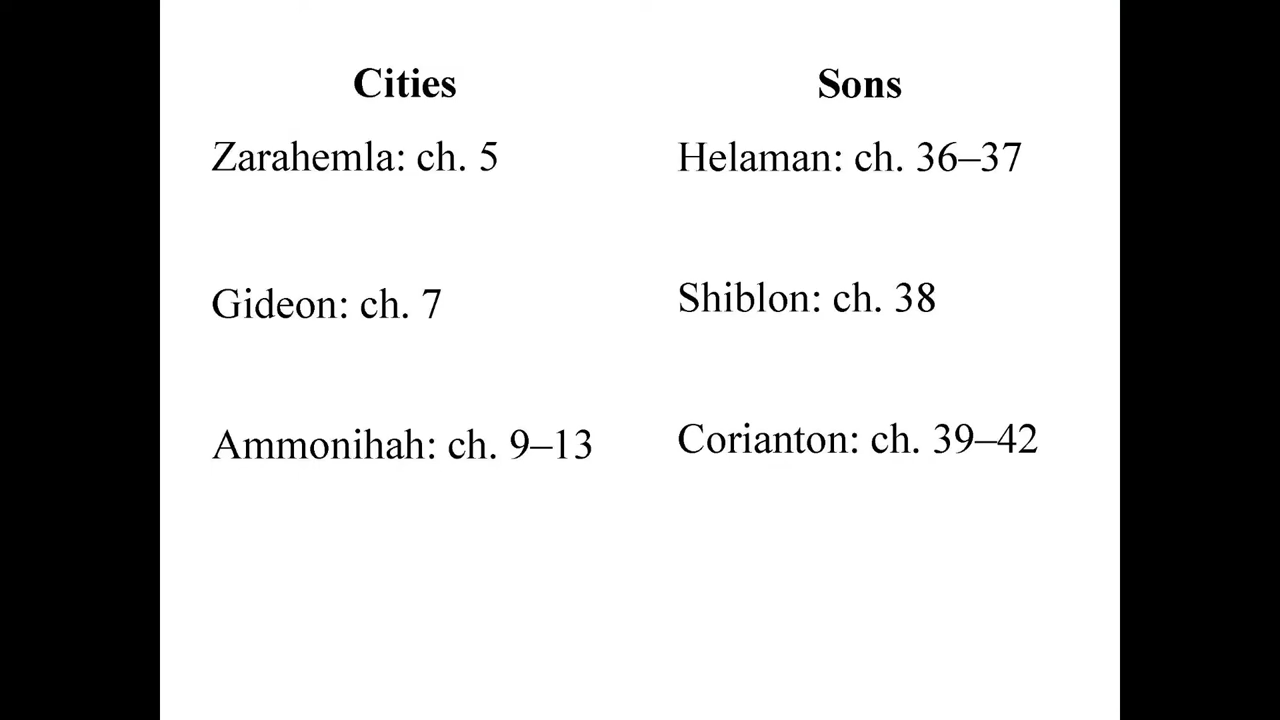 Cities
Zarahemla: ch. 5
Gideon: ch. 7
Ammonihah: ch. 9–13
Sons
Helaman: ch. 36–37
Shiblon: ch. 38
Corianton: ch. 39–42